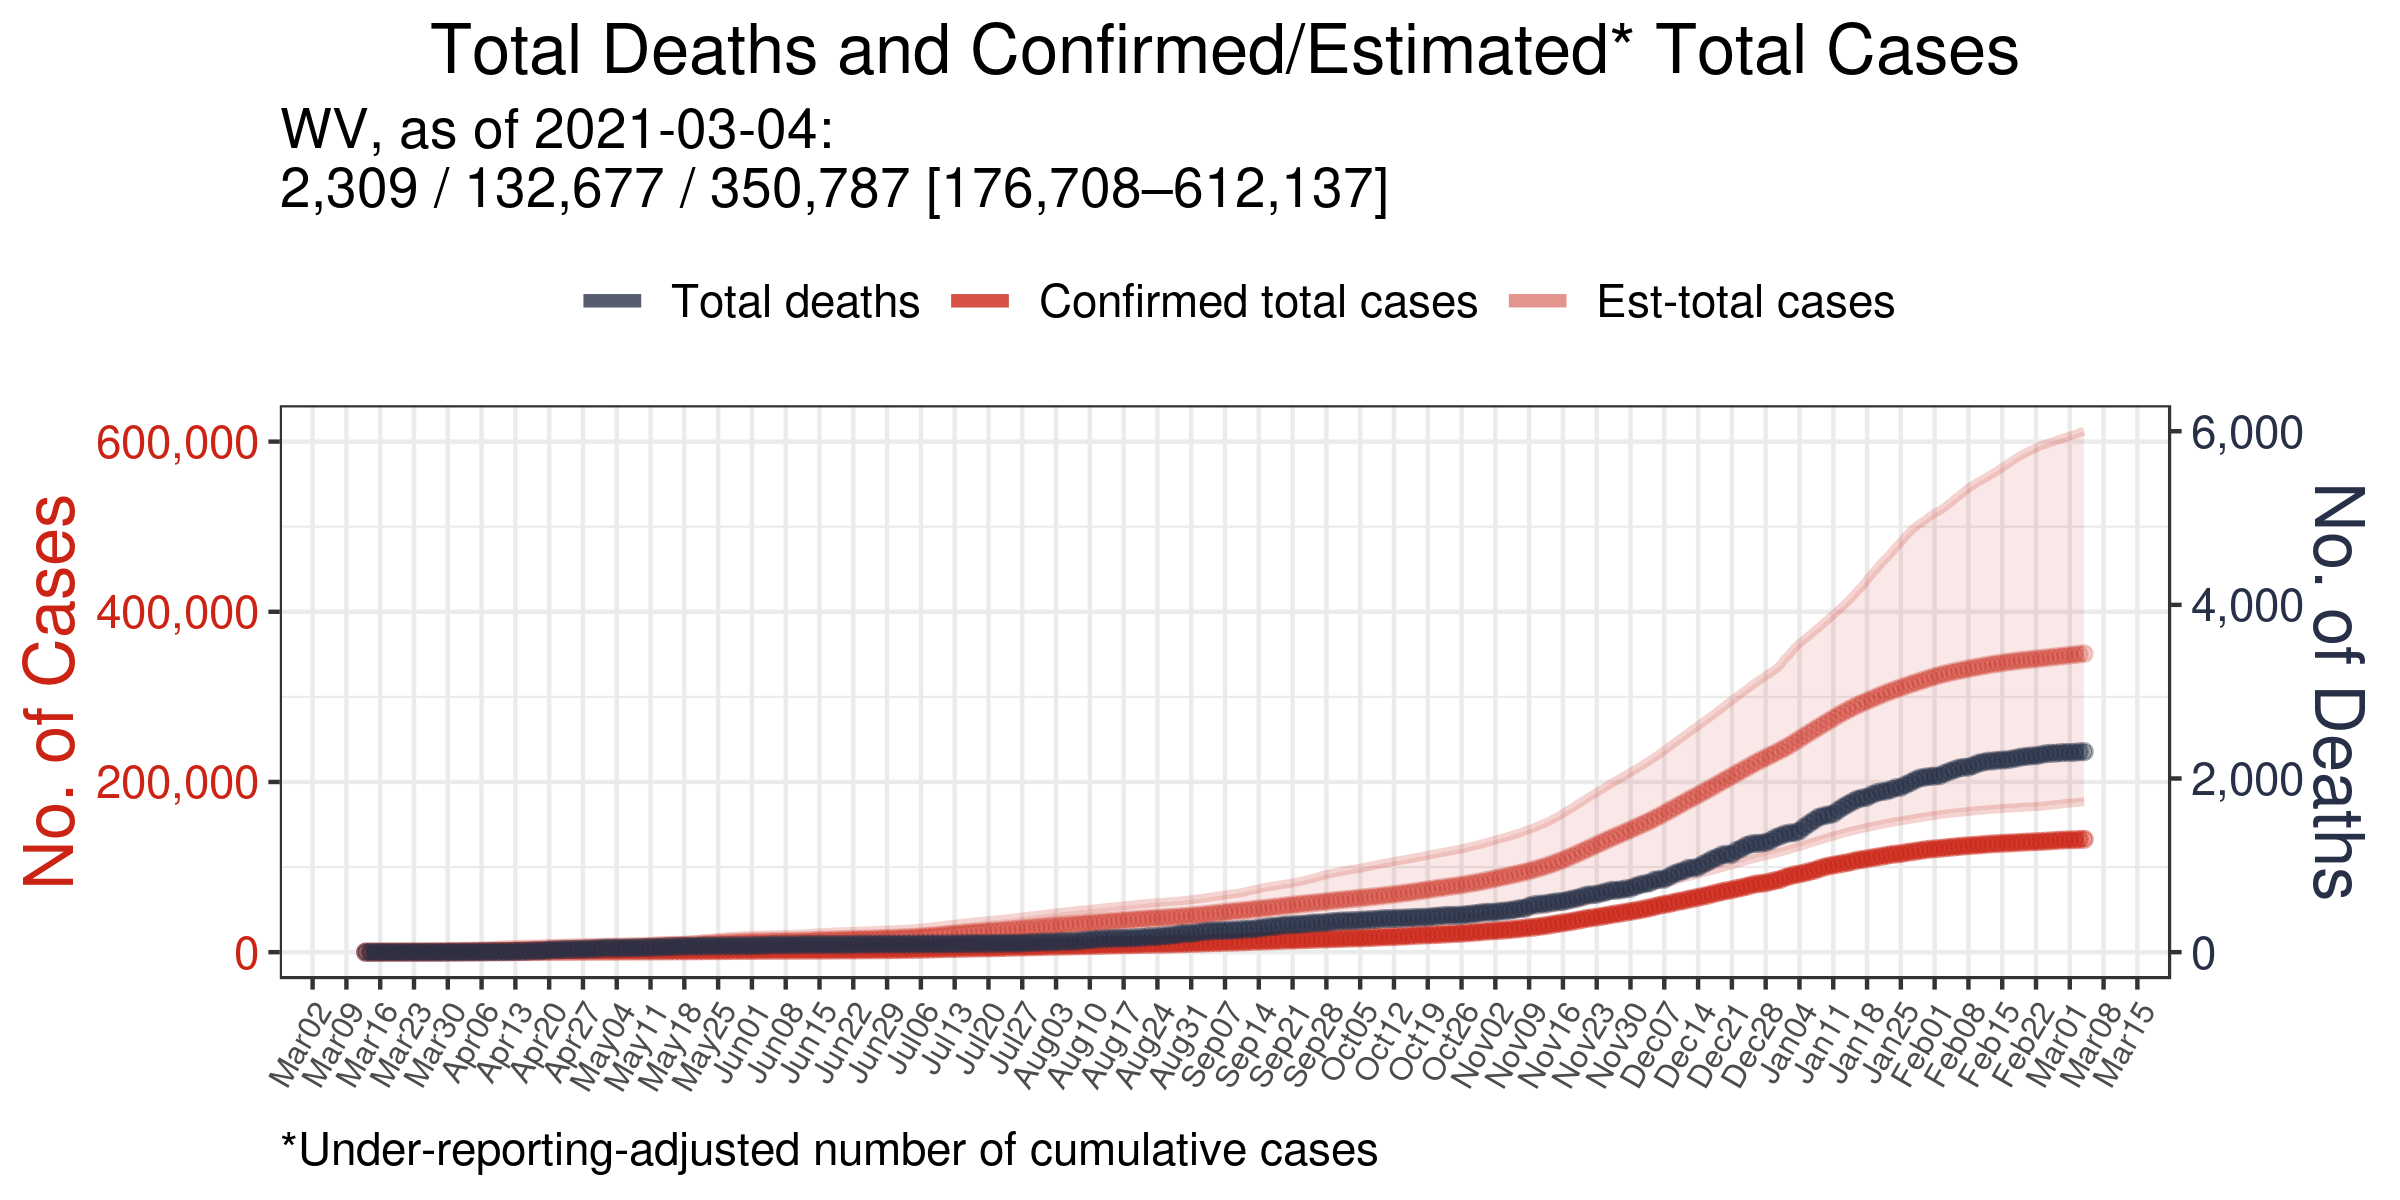 Total Deaths and Confirmed/Estimated* Total Cases
WV, as of 2021-03-04:
2,309 / 132,677 / 350,787 [176,708–612,137]
Total deaths Confirmed total cases Est-total cases
No. of Cases
600,000
400,000
200,000
0
6,000
4,000
2,000
0
No. of Deaths
Mar02 Mar09 Mar16 Mar23 Mar30 Apr06 Apr13 Apr20 Apr27 May04 May11 May18 May25 Jun01 Jun08 Jun15 Jun22 Jun29 Jul06 Jul13 Jul20 Jul27 Aug03 Aug10 Aug17 Aug24 Aug31 Sep07 Sep14 Sep21 Sep28 Oct05 Oct12 Oct19 Oct26 Nov02 Nov09 Nov16 Nov23 Nov30 Dec07 Dec14 Dec21 Dec28 Jan04 Jan11 Jan18 Jan25 Feb01 Feb08 Feb15 Feb22 Mar01 Mar08 Mar15
*Under-reporting-adjusted number of cumulative cases